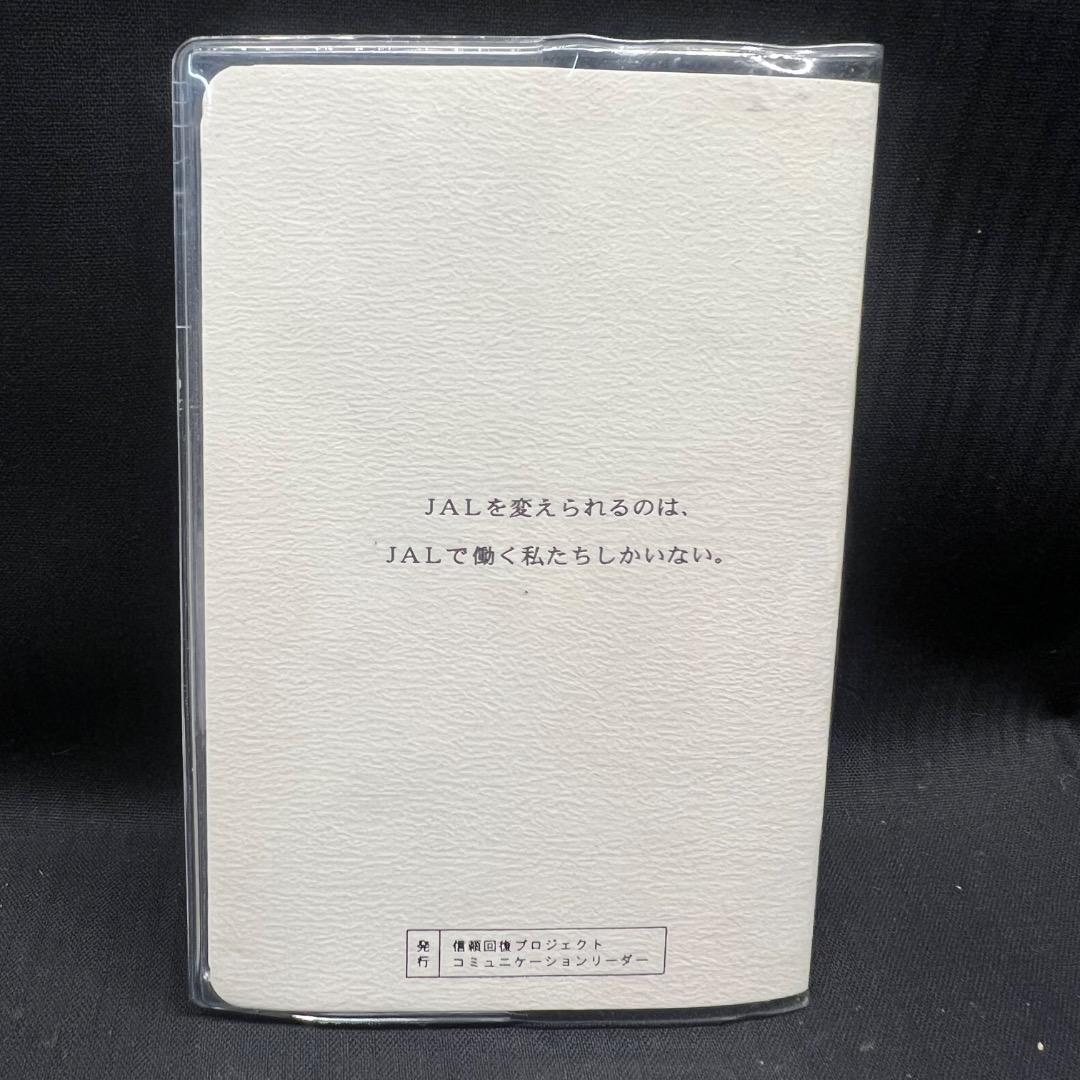 JALを変えられるのは、
JALで働く私たちしかいない。
発行
信頼回復プロジェクト
コミュニケーションリーダー